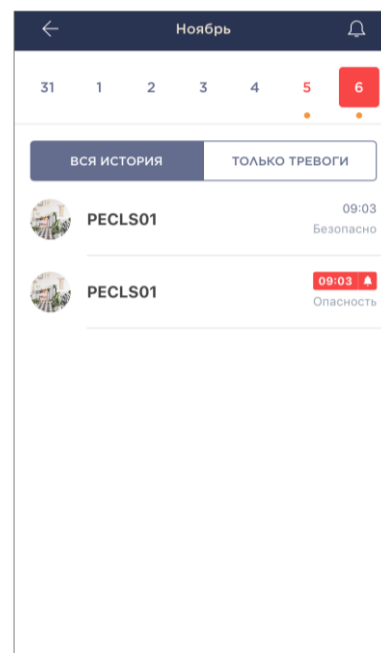 Ноябрь
31 1 2 3 4 5 6
ВСЯ ИСТОРИЯ ТОЛЬКО ТРЕВОГИ
PECLS01 09:03
Безопасно
PECLS01 09:03
Опасность